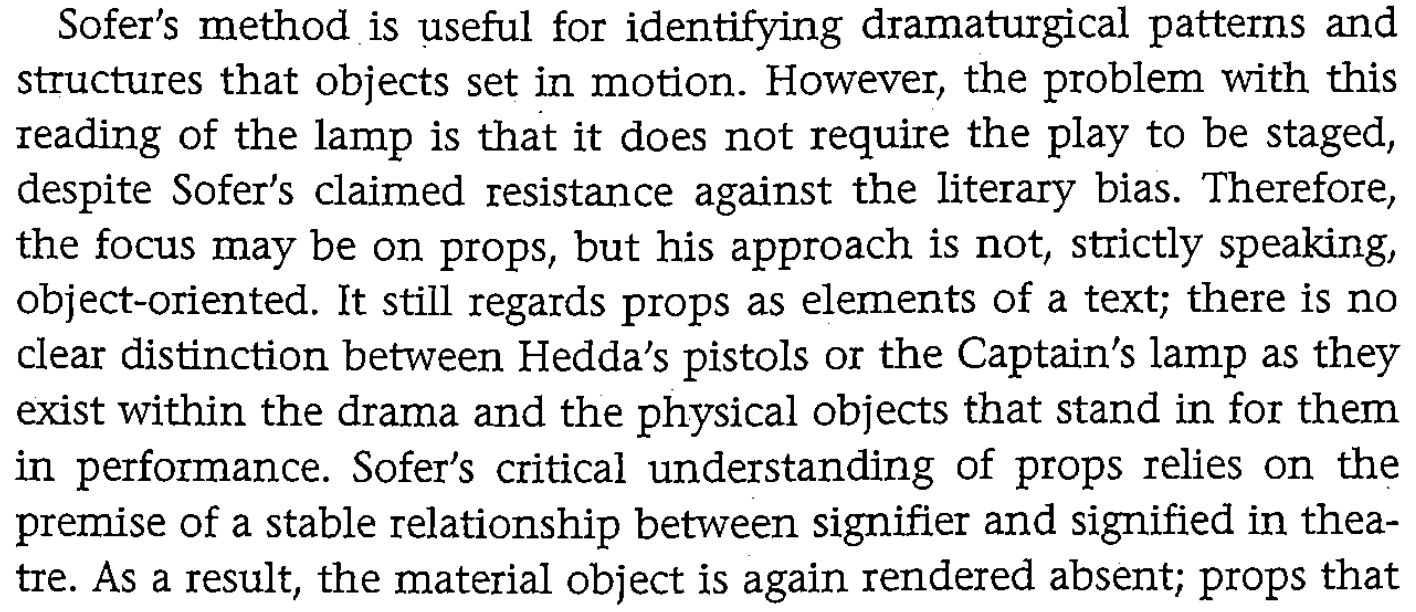 Sofer's method is useful for identifying dramaturgical patterns and
structures that objects set in motion. However, the problem with this
reading of the lamp is that it does not require the play to be staged,
despite Sofer's claimed resistance against the literary bias. Therefore,
the focus may be on props, but his approach is not, strictly speaking,
object-oriented. It still regards props as elements of a text; there is no
clear distinction between Hedda's pistols or the Captain's lamp as they
exist within the drama and the physical objects that stand in for them
in performance. Sofer's critical understanding of props relies on the
premise of a stable relationship between signifier and signified in thea-
tre. As a result, the material object is again rendered absent; props that